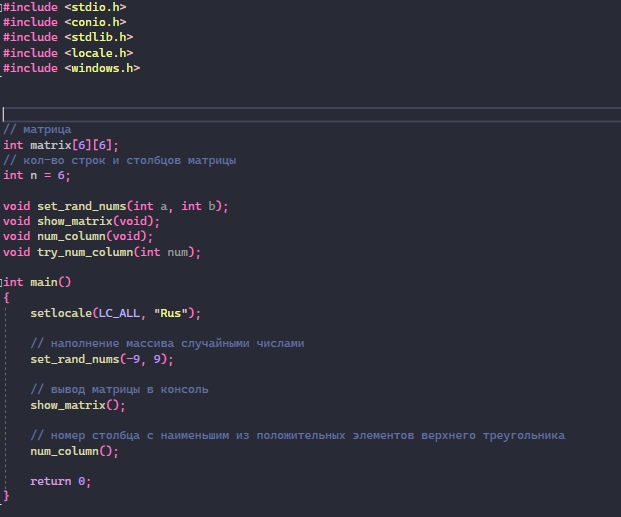 #include <stdio.h>
#include <conio.h>
#include <stdlib.h>
#include <locale.h>
#include <windows.h>
// матрица
int matrix[6][6];
// кол-во строк и столбцов матрицы
int n = 6;
void set_rand_nums(int a, int b);
void show_matrix(void);
void num_column(void);
void try_num_column(int num);
int main()
{
setlocale(LC_ALL, "Rus");
// наполнение массива случайными числами
set_rand_nums(-9, 9);
// вывод матрицы в консоль
show_matrix();
// номер столбца с наименьшим из положительных элементов верхнего треугольника
num_column();
return 0;
}